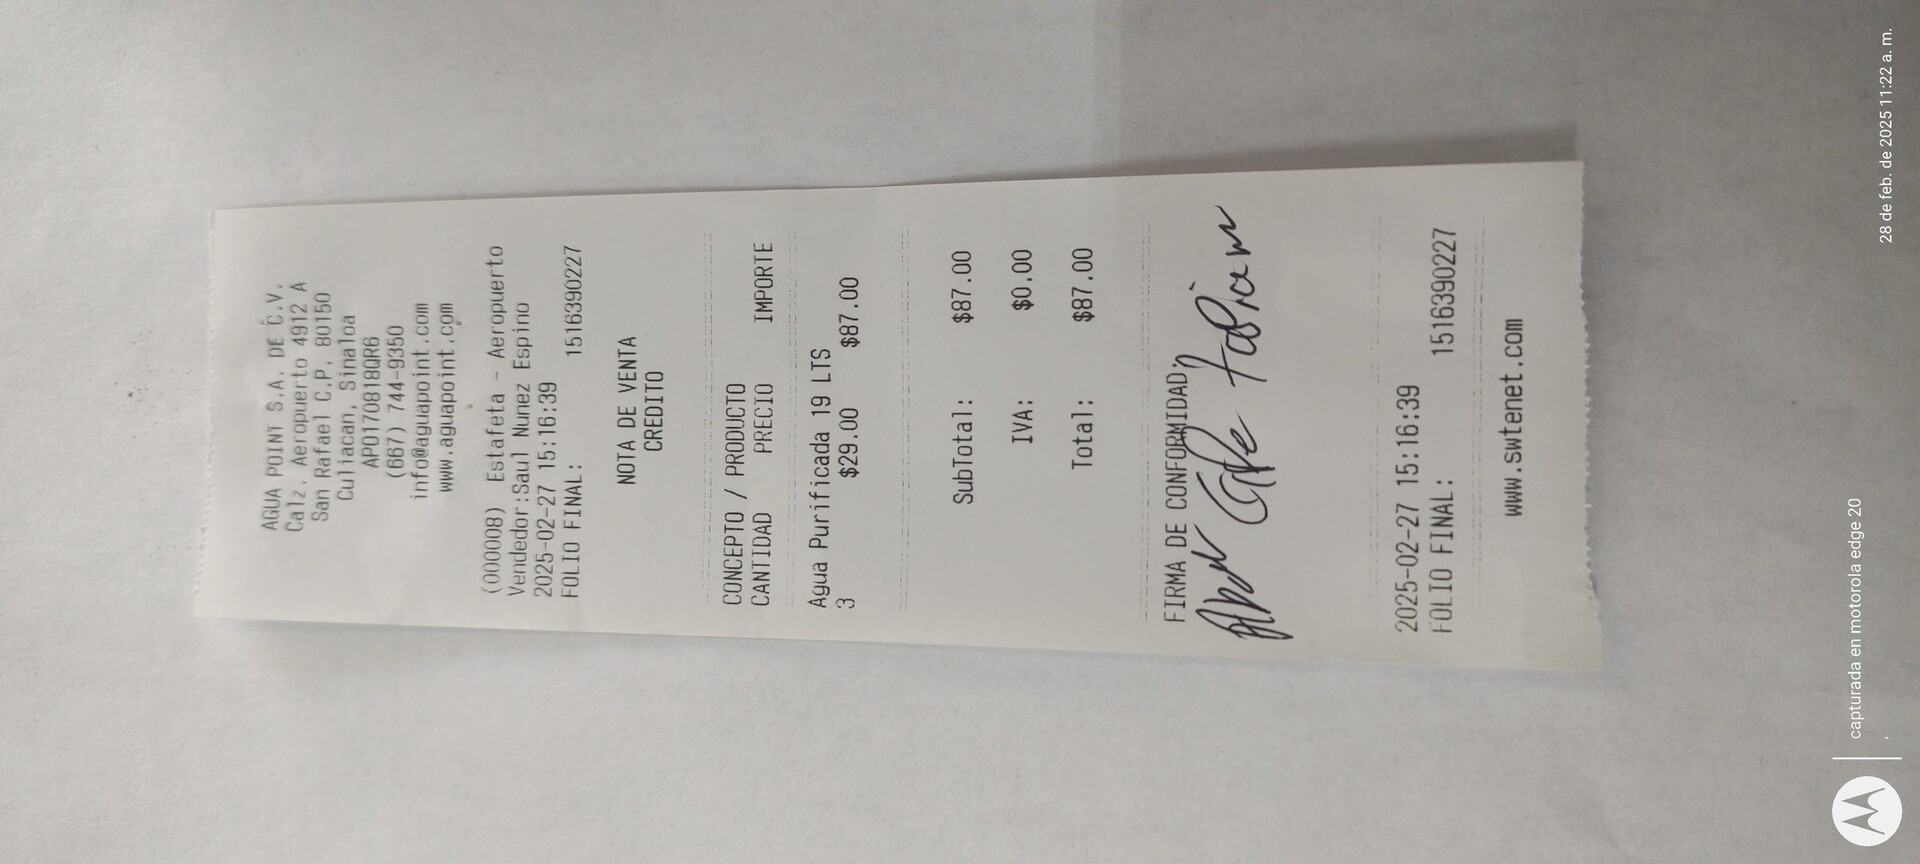 AGUA POINT S.A. DE C.V.
Calz. Aeropuerto 4912 A
San Rafael C.P. 80150
Culiacan, Sinaloa
APO170818QR6
(667) 744-9350
info@aguapoint.com
www.aguapoint.com
(000008) Estafeta - Aeropuerto
Vendedor:Saul Nunez Espino
2025-02-27 15:16:39
FOLIO FINAL: 1516390227
NOTA DE VENTA
CREDITO
CONCEPTO / PRODUCTO
CANTIDAD PRECIO IMPORTE
Agua Purificada 19 LTS
3 $29.00 $87.00
SubTotal: $87.00
IVA: $0.00
Total: $87.00
FIRMA DE CONFORMIDAD,
2025-02-27 15:16:39
FOLIO FINAL: 1516390227
www.swtenet.com
capturada en motorola edge 20
28 de feb. de 2025 11:22 a. m.